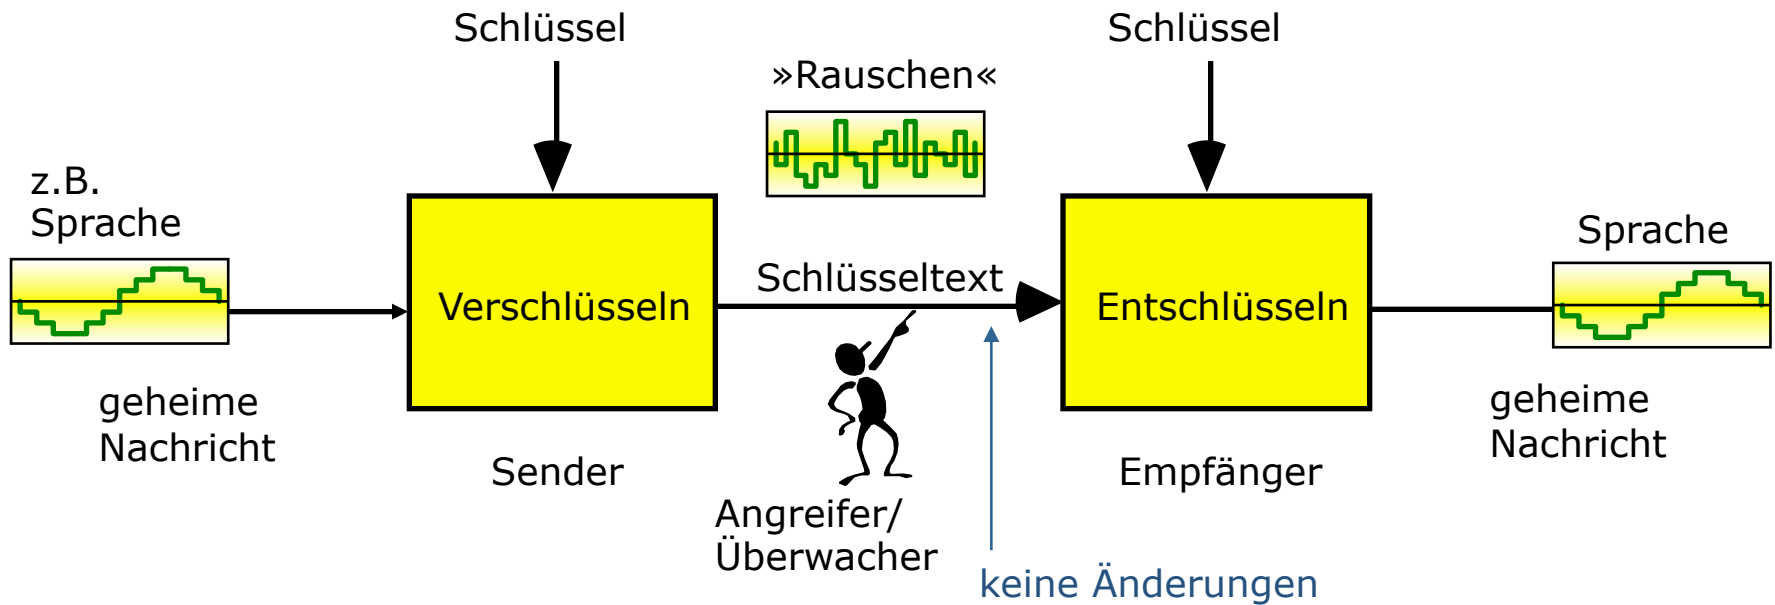 Schlüssel
Schlüssel
»Rauschen«
z.B.
Sprache
Sprache
Schlüsseltext
Verschlüsseln
Entschlüsseln
geheime
Nachricht
geheime
Nachricht
Sender
Empfänger
Angreifer/
Überwacher
keine Änderungen